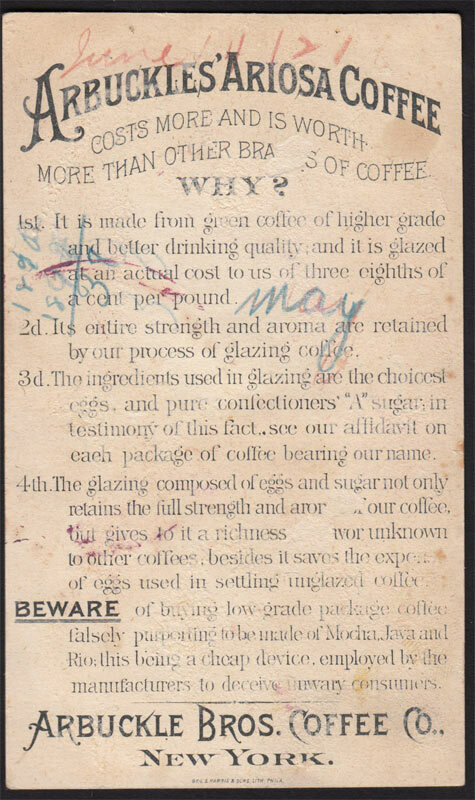 June 14 / 21
ARBUCKLES' ARIOSA COFFEE
COSTS MORE AND IS WORTH
MORE THAN OTHER BRA S OF COFFEE
WHY?
1st. It is made from green coffee of higher grade
and better drinking quality; and it is glazed
at an actual cost to us of three eighths of
a cent per pound.
may
2d. Its entire strength and aroma are retained
by our process of glazing coffee.
3d. The ingredients used in glazing are the choicest
eggs, and pure confectioners' "A" sugar; in
testimony of this fact, see our affidavit on
each package of coffee bearing our name.
4th. The glazing composed of eggs and sugar not only
retains the full strength and aror of our coffee,
but gives to it a richness vor unknown
to other coffees, besides it saves the expe
of eggs used in settling unglazed coffee.
BEWARE of buying low-grade package coffee
falsely purporting to be made of Mocha, Java and
Rio; this being a cheap device, employed by the
manufacturers to deceive unwary consumers.
ARBUCKLE BROS. COFFEE CO.,
NEW YORK.
GEO. S. HARRIS & SONS, LITH. PHILA.